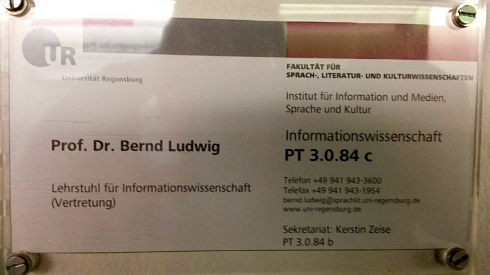 UR
Universität Regensburg
FAKULTÄT FÜR
SPRACH-, LITERATUR- UND KULTURWISSENSCHAFTEN
Institut für Information und Medien,
Sprache und Kultur
Prof. Dr. Bernd Ludwig
Lehrstuhl für Informationswissenschaft
(Vertretung)
Informationswissenschaft
PT 3.0.84 c
Telefon +49 941 943-3600
Telefax +49 941 943-1954
bernd.ludwig@sprachlit.uni-regensburg.de
www.uni-regensburg.de
Sekretariat: Kerstin Zeise
PT 3.0.84 b